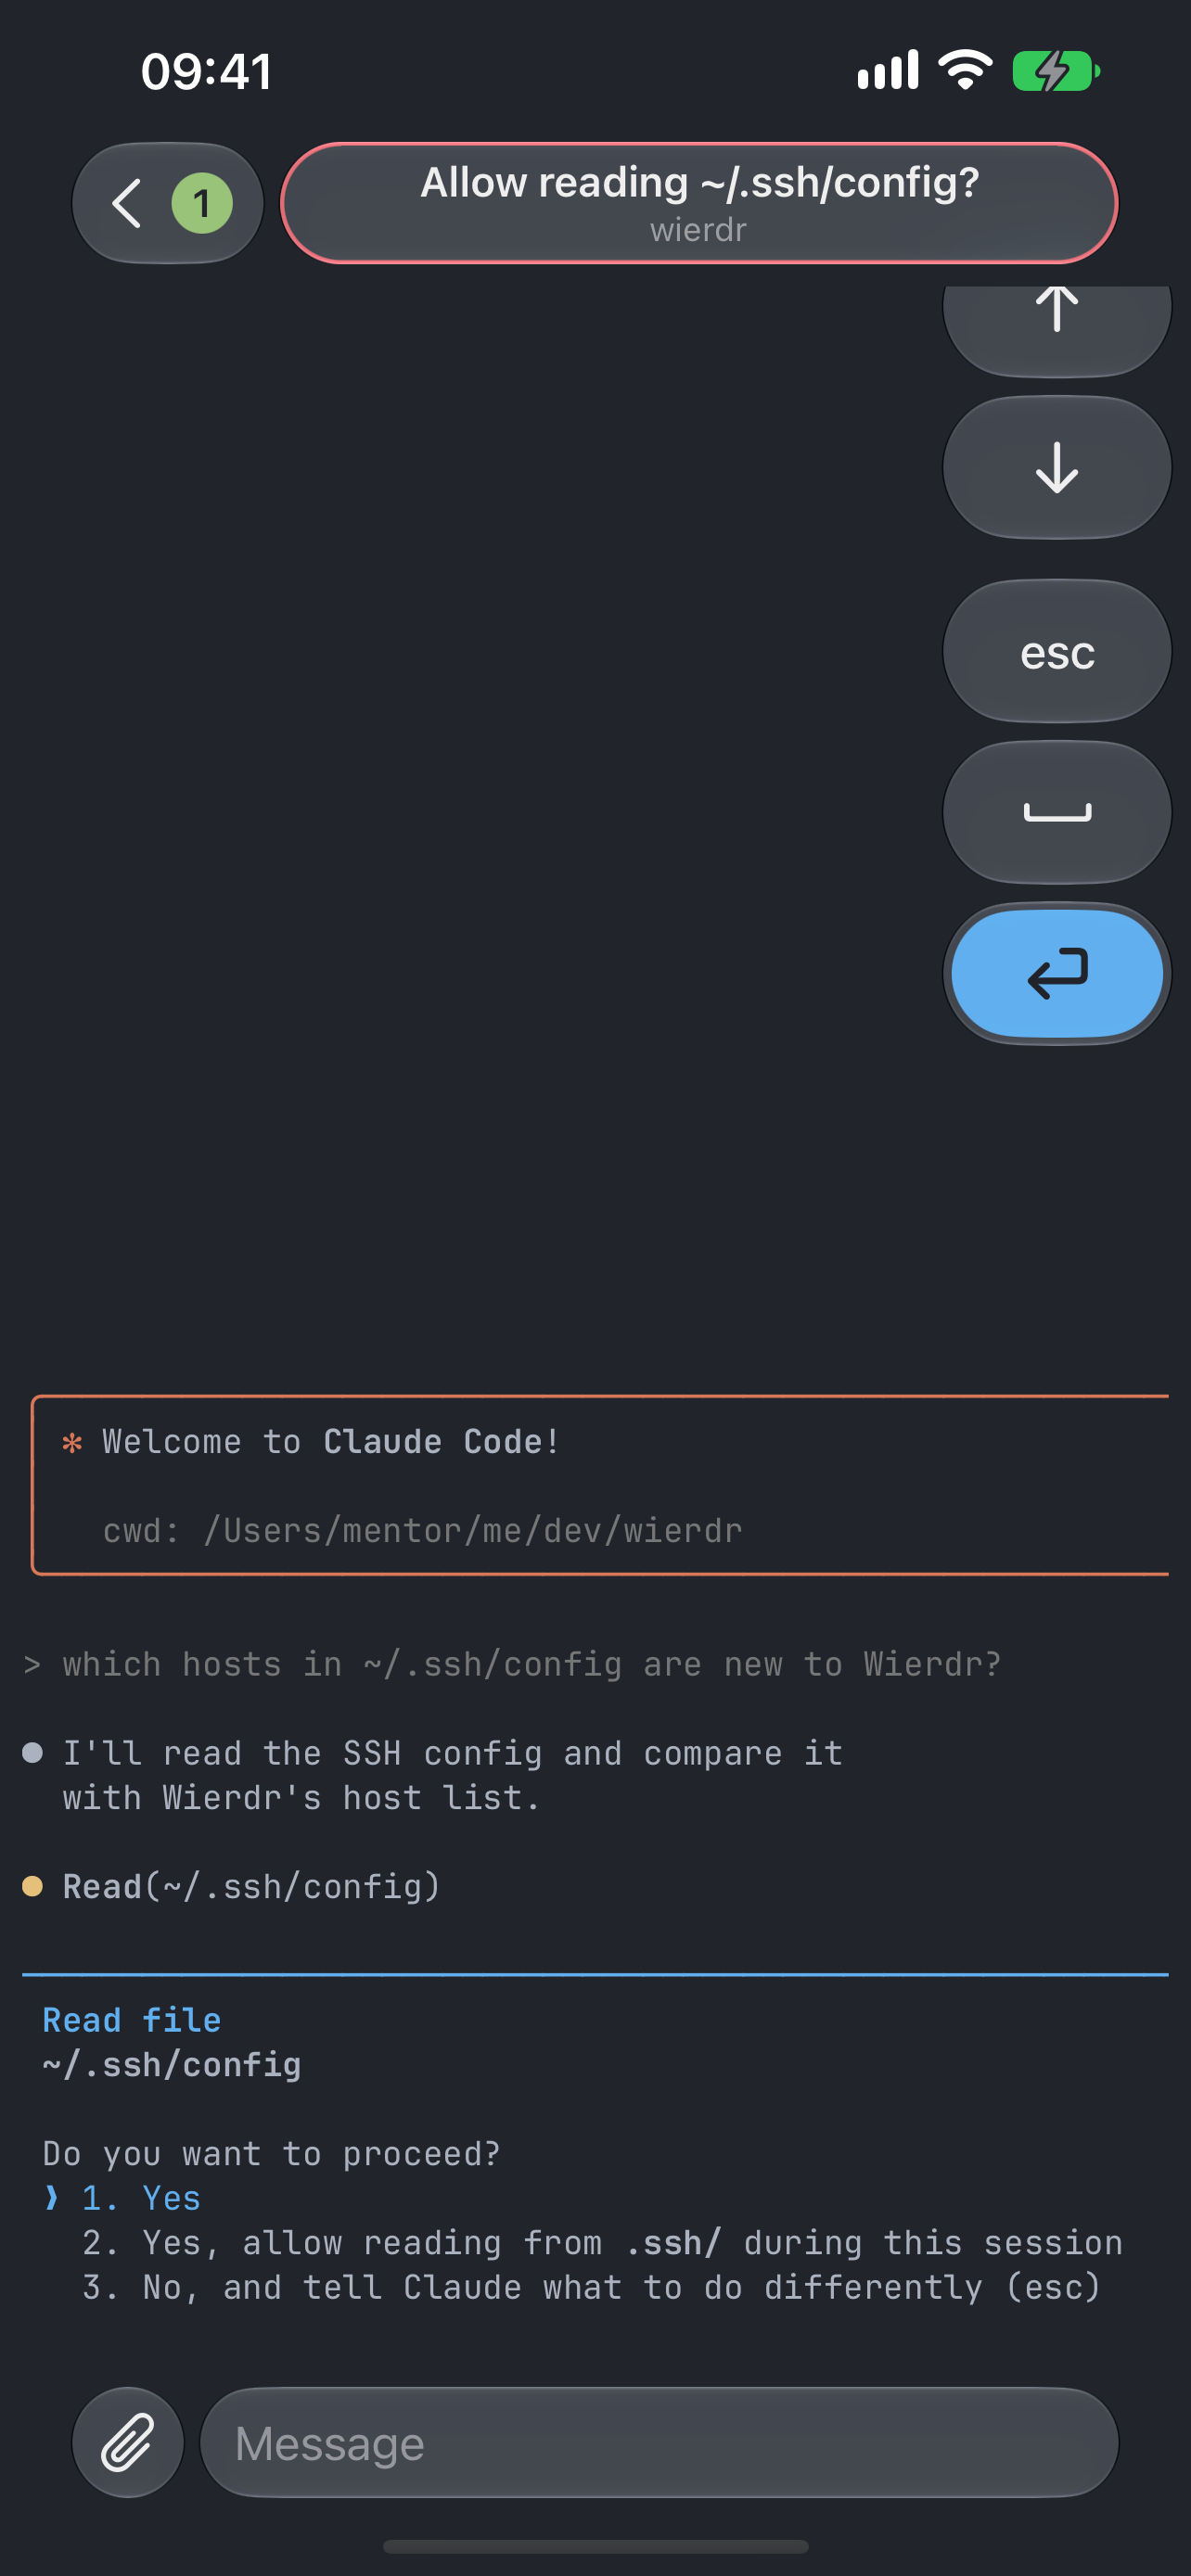 09:41
1
Allow reading ~/.ssh/config?
wierdr
esc
✻ Welcome to Claude Code!
cwd: /Users/mentor/me/dev/wierdr
> which hosts in ~/.ssh/config are new to Wierdr?
● I'll read the SSH config and compare it
with Wierdr's host list.
● Read(~/.ssh/config)
Read file
~/.ssh/config
Do you want to proceed?
❯ 1. Yes
2. Yes, allow reading from .ssh/ during this session
3. No, and tell Claude what to do differently (esc)
Message